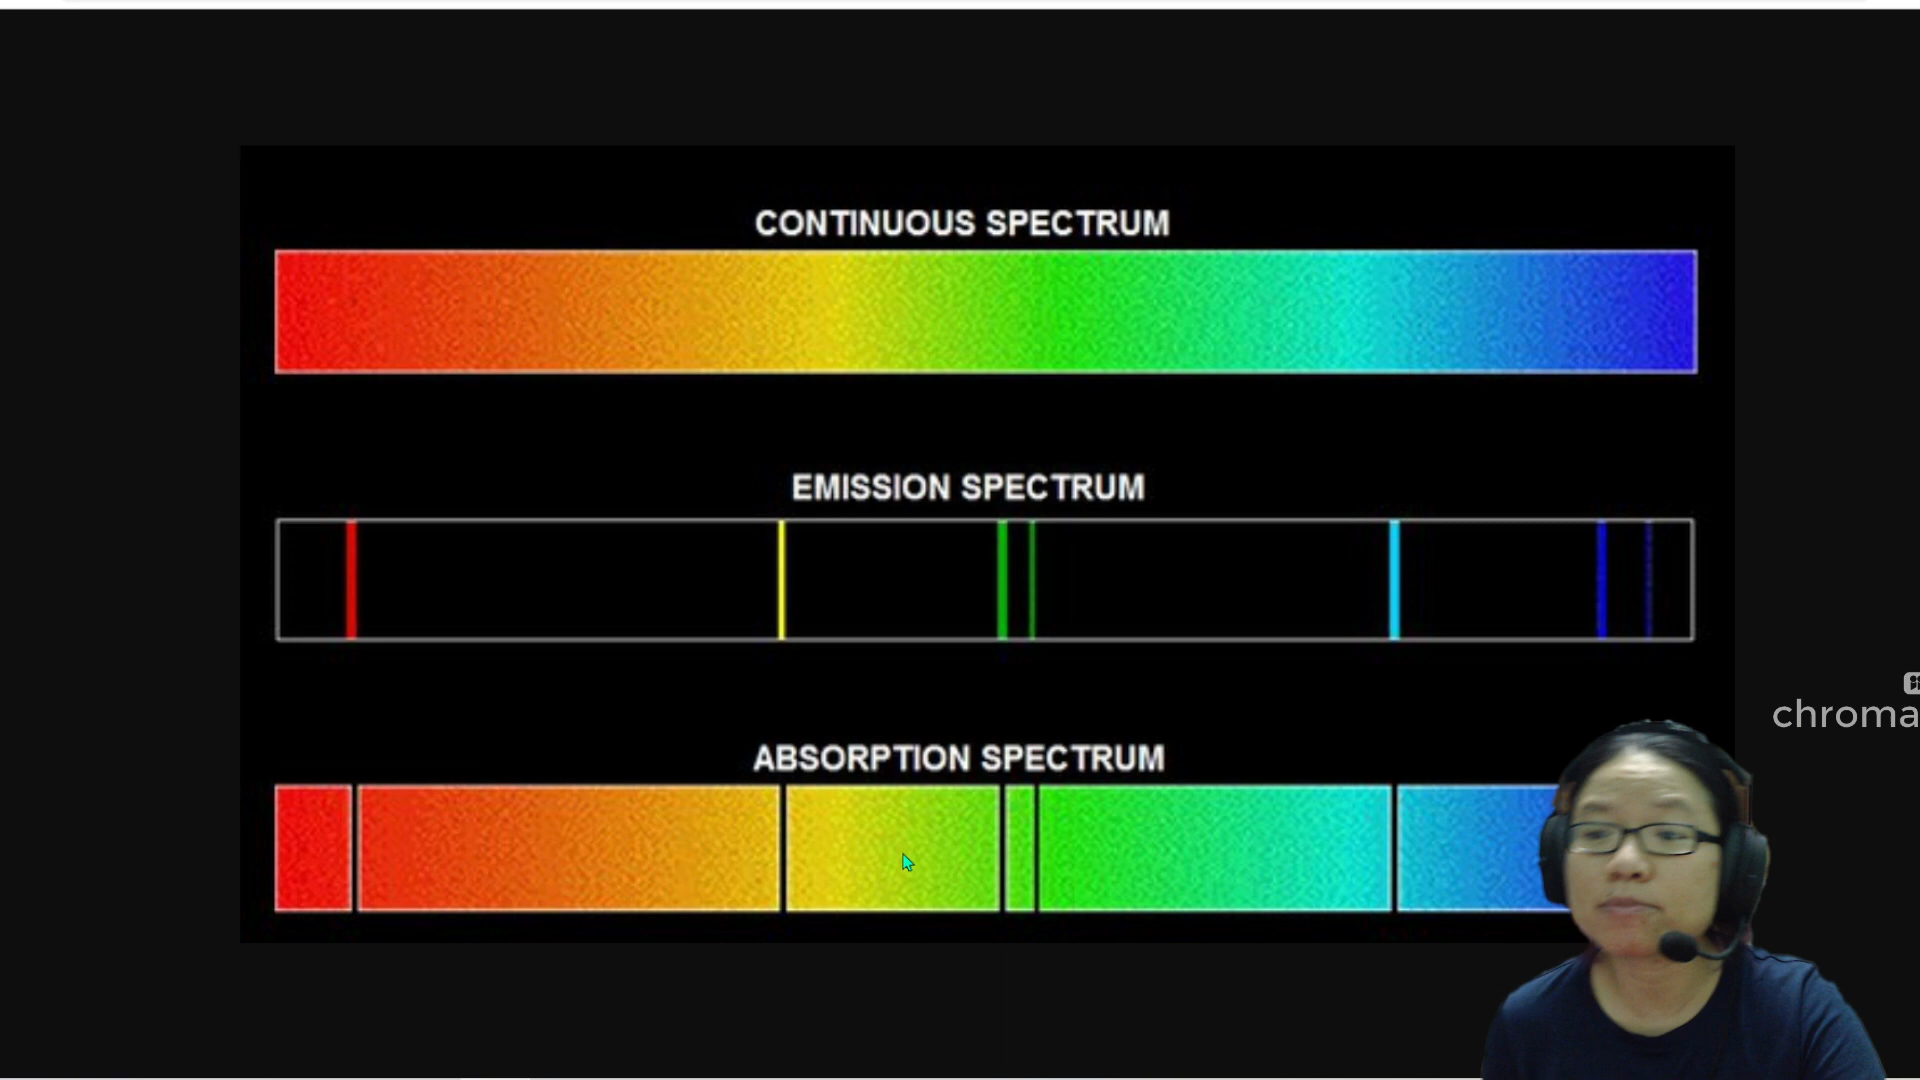 CONTINUOUS SPECTRUM
EMISSION SPECTRUM
ABSORPTION SPECTRUM
chroma